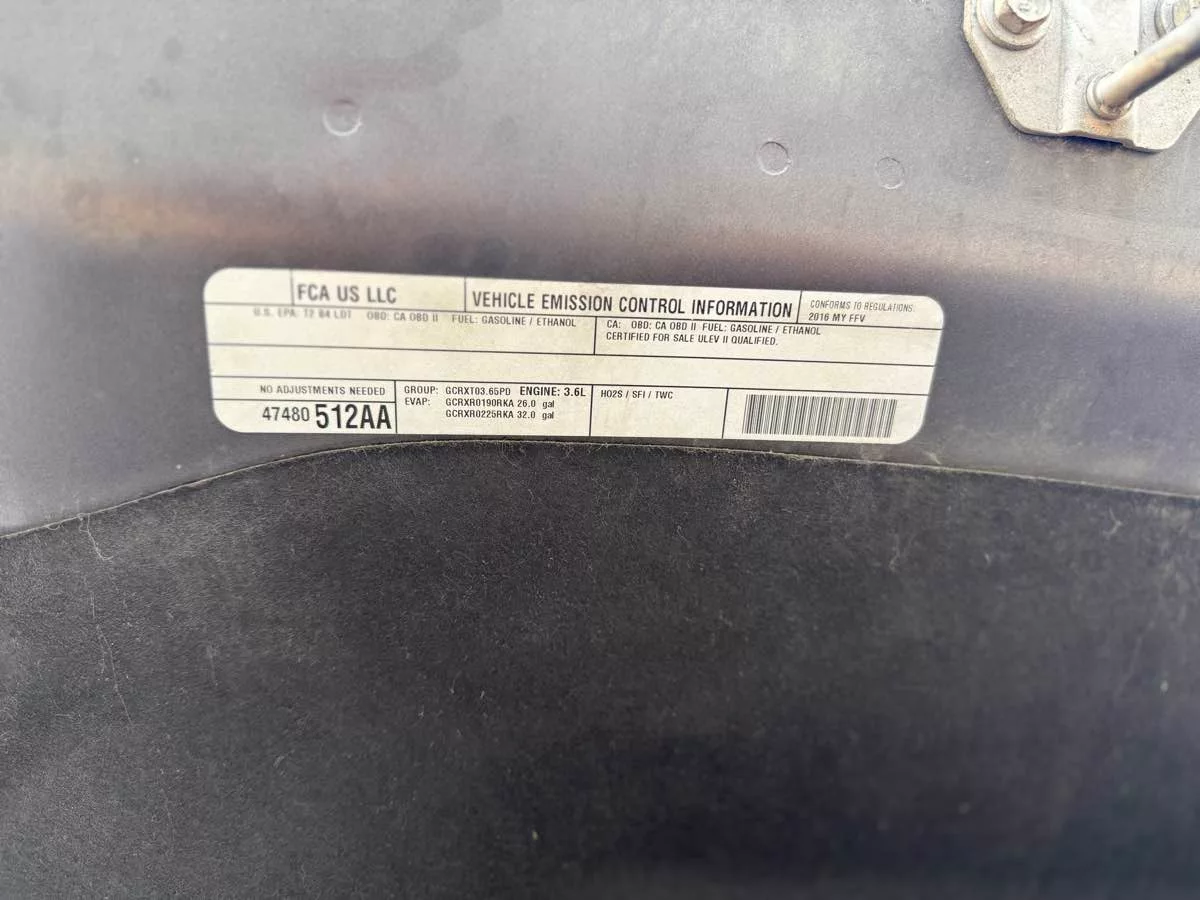 FCA US LLC
VEHICLE EMISSION CONTROL INFORMATION
CONFORMS TO REGULATIONS:
2016 MY FFV
U.S. EPA: T2 B4 LDT OBD: CA OBD II FUEL: GASOLINE / ETHANOL
CA: OBD: CA OBD II FUEL: GASOLINE / ETHANOL
CERTIFIED FOR SALE ULEV II QUALIFIED.
NO ADJUSTMENTS NEEDED
47480 512AA
GROUP: GCRXT03.65PD ENGINE: 3.6L
EVAP: GCRXR0190RKA 26.0 gal
GCRXR0225RKA 32.0 gal
HO2S / SFI / TWC